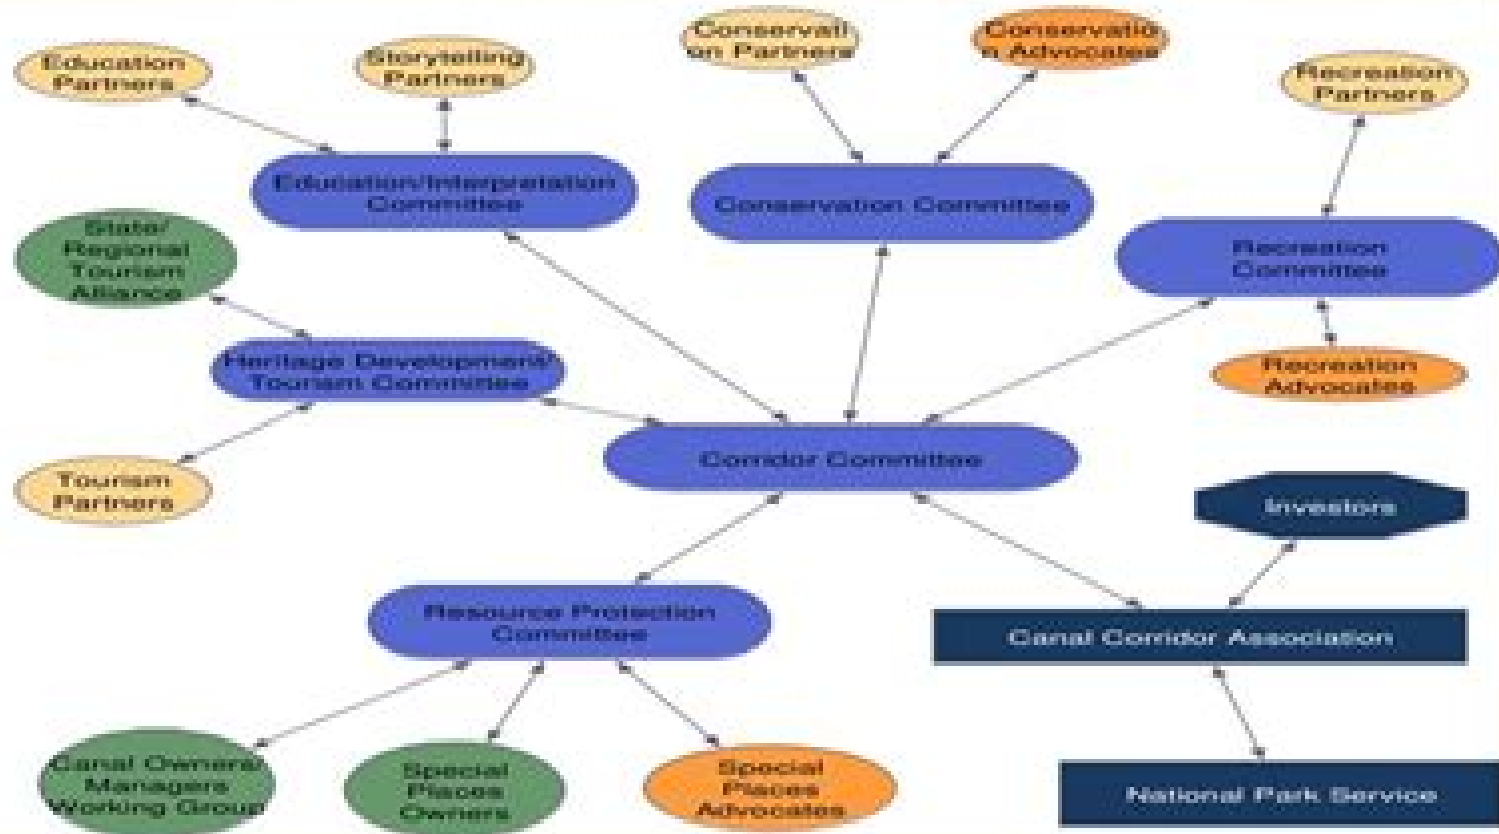 Education
Partners
Storytelling
Partners
Conservati
on Partners
Conservatio
n Advocates
Recreation
Partners
Education/Interpretation
Committee
Conservation Committee
State/
Regional
Tourism
Alliance
Recreation
Committee
Heritage Development/
Tourism Committee
Recreation
Advocates
Corridor Committee
Tourism
Partners
Investors
Resource Protection
Committee
Canal Corridor Association
Canal Owners/
Managers
Working Group
Special
Places
Owners
Special
Places
Advocates
National Park Service